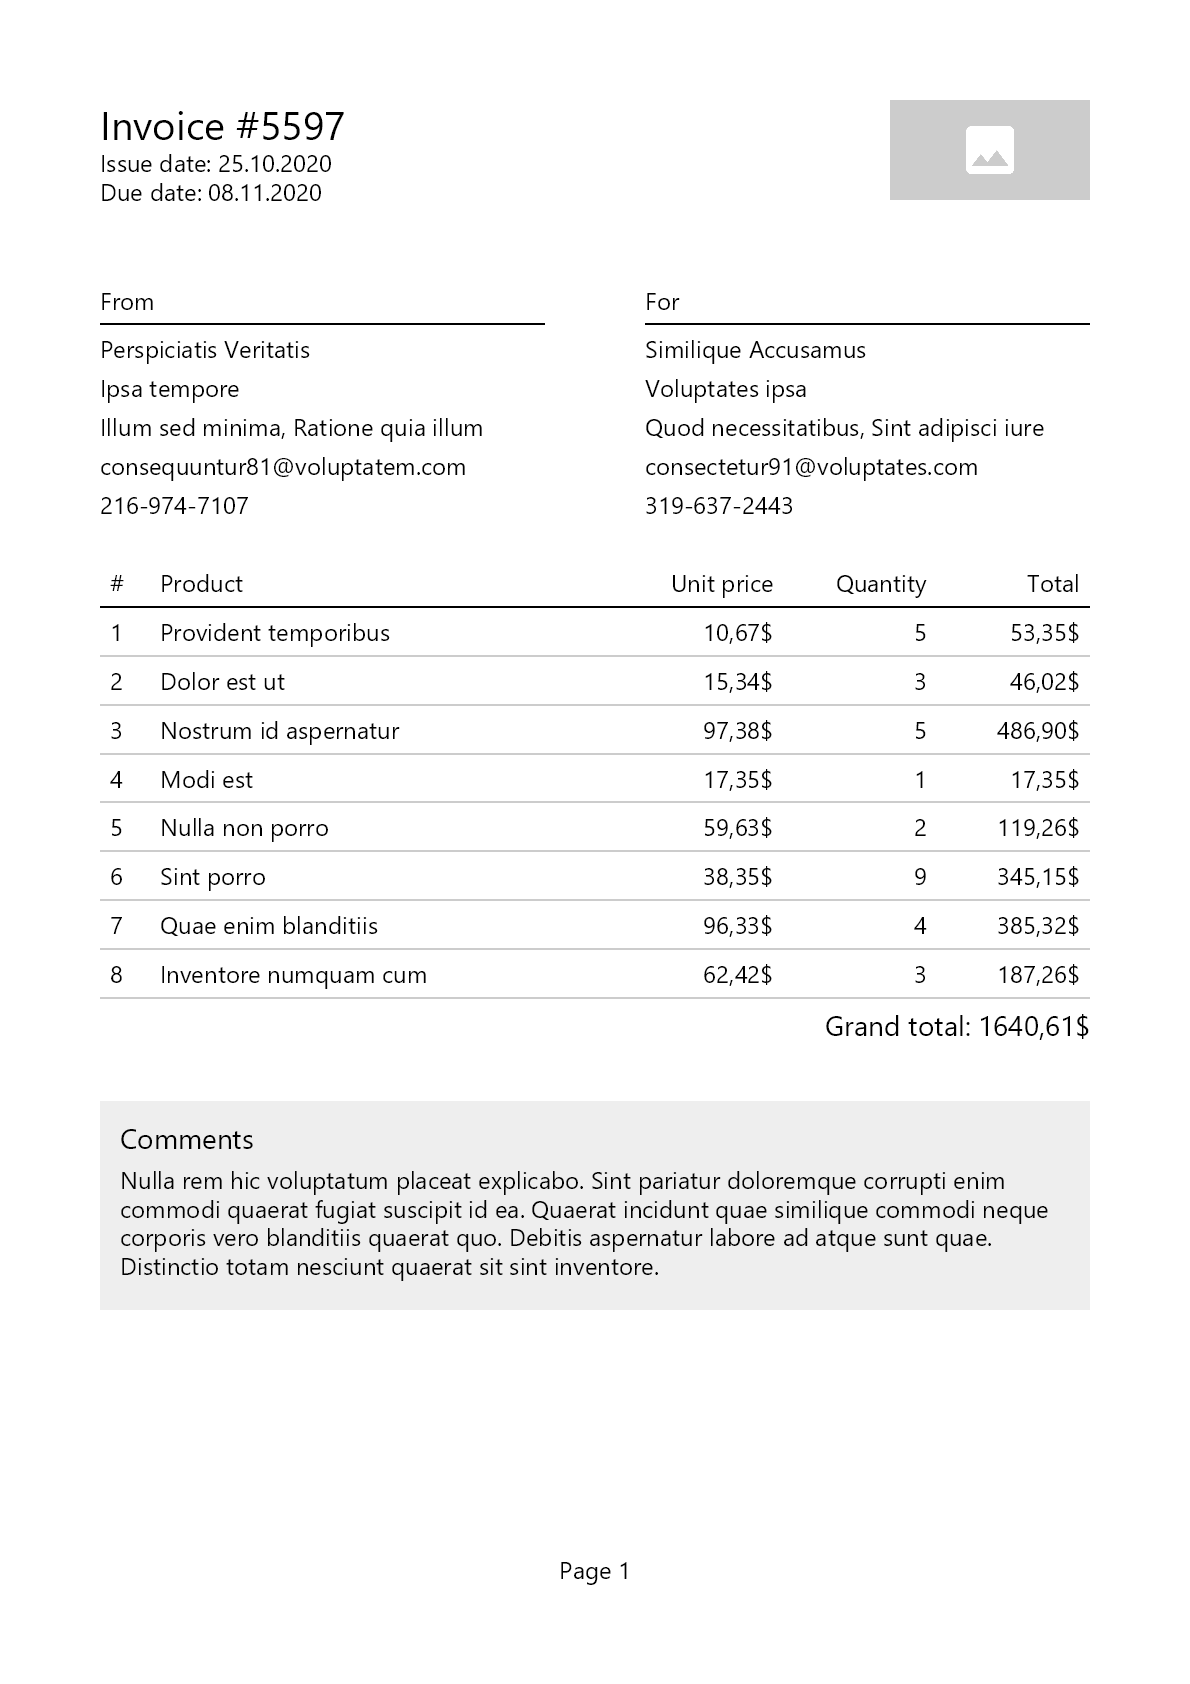 Invoice #5597
Issue date: 25.10.2020
Due date: 08.11.2020
From
Perspiciatis Veritatis
Ipsa tempore
Illum sed minima, Ratione quia illum
consequuntur81@voluptatem.com
216-974-7107
For
Similique Accusamus
Voluptates ipsa
Quod necessitatibus, Sint adipisci iure
consectetur91@voluptates.com
319-637-2443
# Product Unit price Quantity Total
1 Provident temporibus 10,67$ 5 53,35$
2 Dolor est ut 15,34$ 3 46,02$
3 Nostrum id aspernatur 97,38$ 5 486,90$
4 Modi est 17,35$ 1 17,35$
5 Nulla non porro 59,63$ 2 119,26$
6 Sint porro 38,35$ 9 345,15$
7 Quae enim blanditiis 96,33$ 4 385,32$
8 Inventore numquam cum 62,42$ 3 187,26$
Grand total: 1640,61$
Comments
Nulla rem hic voluptatum placeat explicabo. Sint pariatur doloremque corrupti enim
commodi quaerat fugiat suscipit id ea. Quaerat incidunt quae similique commodi neque
corporis vero blanditiis quaerat quo. Debitis aspernatur labore ad atque sunt quae.
Distinctio totam nesciunt quaerat sit sint inventore.
Page 1